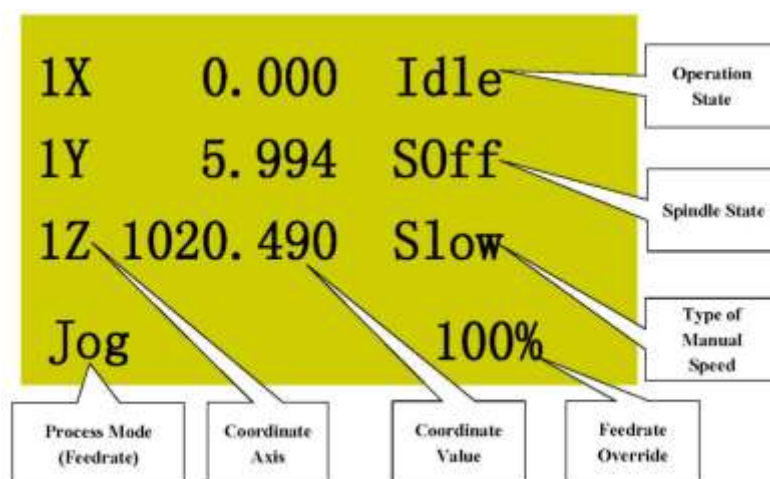 1X 0.000 Idle
Operation
State
1Y 5.994 SOff
Spindle State
1Z 1020.490 Slow
Type of
Manual
Speed
Jog 100%
Process Mode
(Feedrate)
Coordinate
Axis
Coordinate
Value
Feedrate
Override